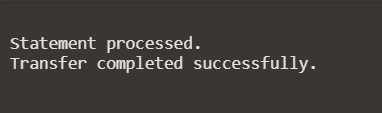 Statement processed.
Transfer completed successfully.